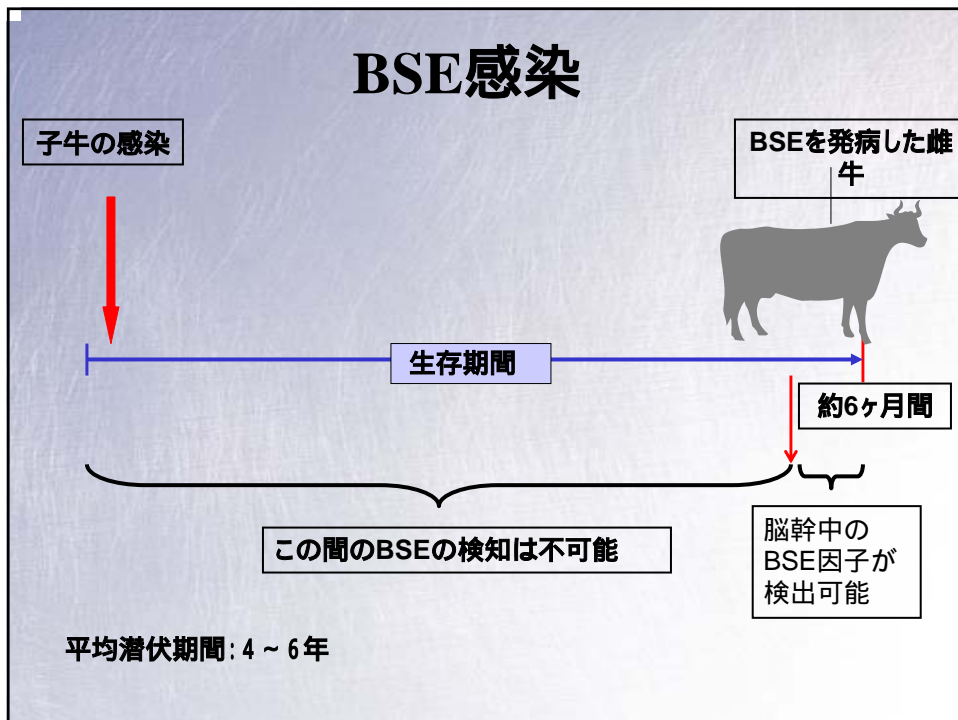 BSE感染
子牛の感染
BSEを発病した雌
牛
生存期間
約6ヶ月間
この間のBSEの検知は不可能
脳幹中の
BSE因子が
検出可能
平均潜伏期間:4~6年